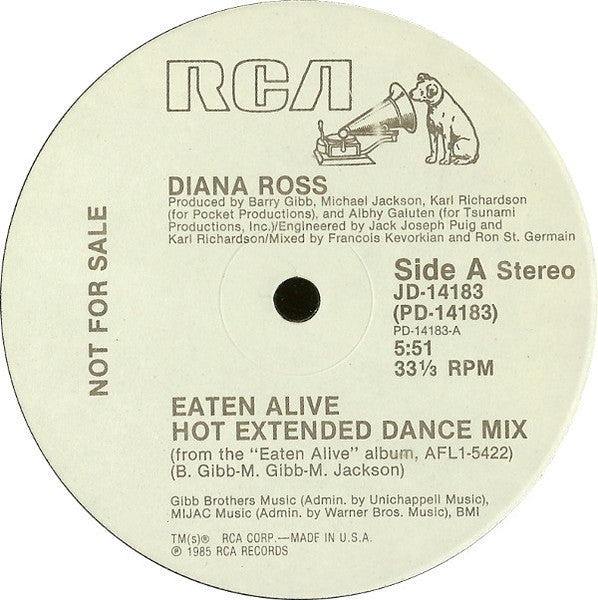 RCA
DIANA ROSS
Produced by Barry Gibb, Michael Jackson, Karl Richardson
(for Pocket Productions), and Albhy Galuten (for Tsunami
Productions, Inc.)/Engineered by Jack Joseph Puig and
Karl Richardson/Mixed by Francois Kevorkian and Ron St. Germain
NOT FOR SALE
Side A Stereo
JD-14183
(PD-14183)
PD-14183-A
5:51
33⅓ RPM
EATEN ALIVE
HOT EXTENDED DANCE MIX
(from the "Eaten Alive" album, AFL1-5422)
(B. Gibb-M. Gibb-M. Jackson)
Gibb Brothers Music (Admin. by Unichappell Music),
MIJAC Music (Admin. by Warner Bros. Music), BMI
TM(s)® RCA CORP.—MADE IN U.S.A.
℗ 1985 RCA RECORDS